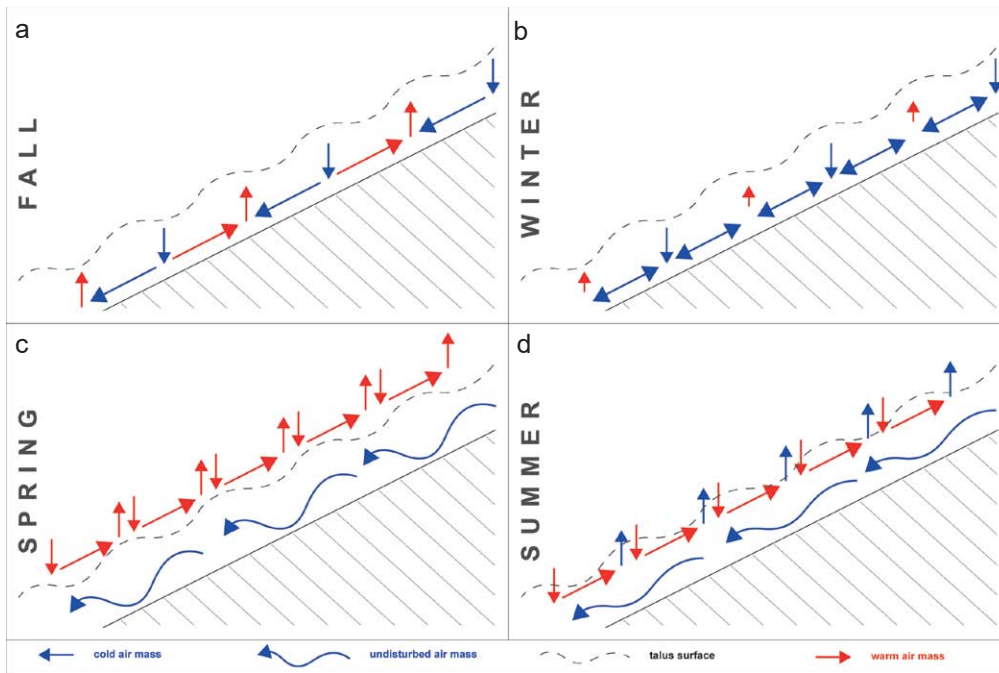 a
FALL
b
WINTER
c
SPRING
d
SUMMER
cold air mass
undisturbed air mass
talus surface
warm air mass